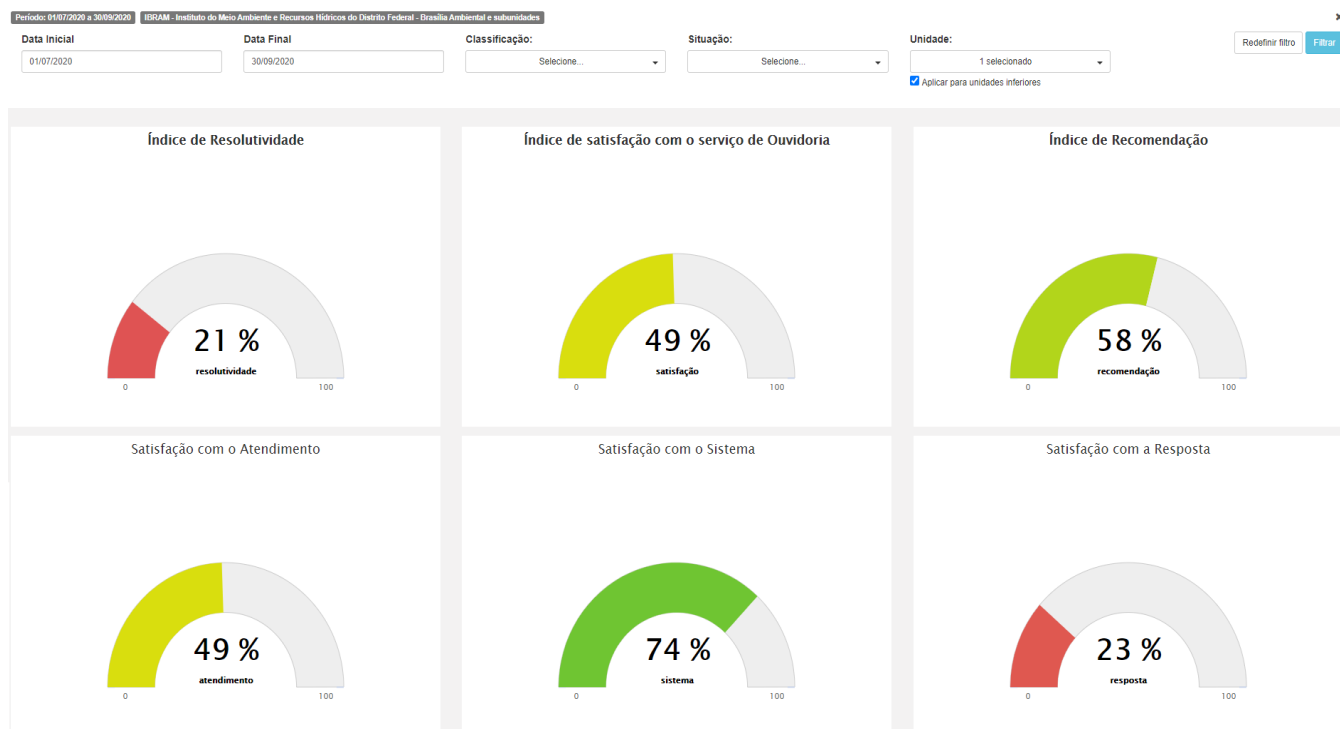 Período: 01/07/2020 a 30/09/2020 IBRAM - Instituto do Meio Ambiente e Recursos Hídricos do Distrito Federal - Brasília Ambiental e subunidades
Data Inicial Data Final Classificação: Situação: Unidade:
01/07/2020 30/09/2020 Selecione... Selecione... 1 selecionado Redefinir filtro Filtrar
Aplicar para unidades inferiores
Índice de Resolutividade
21 %
resolutividade
0 100
Índice de satisfação com o serviço de Ouvidoria
49 %
satisfação
0 100
Índice de Recomendação
58 %
recomendação
0 100
Satisfação com o Atendimento
49 %
atendimento
0 100
Satisfação com o Sistema
74 %
sistema
0 100
Satisfação com a Resposta
23 %
resposta
0 100